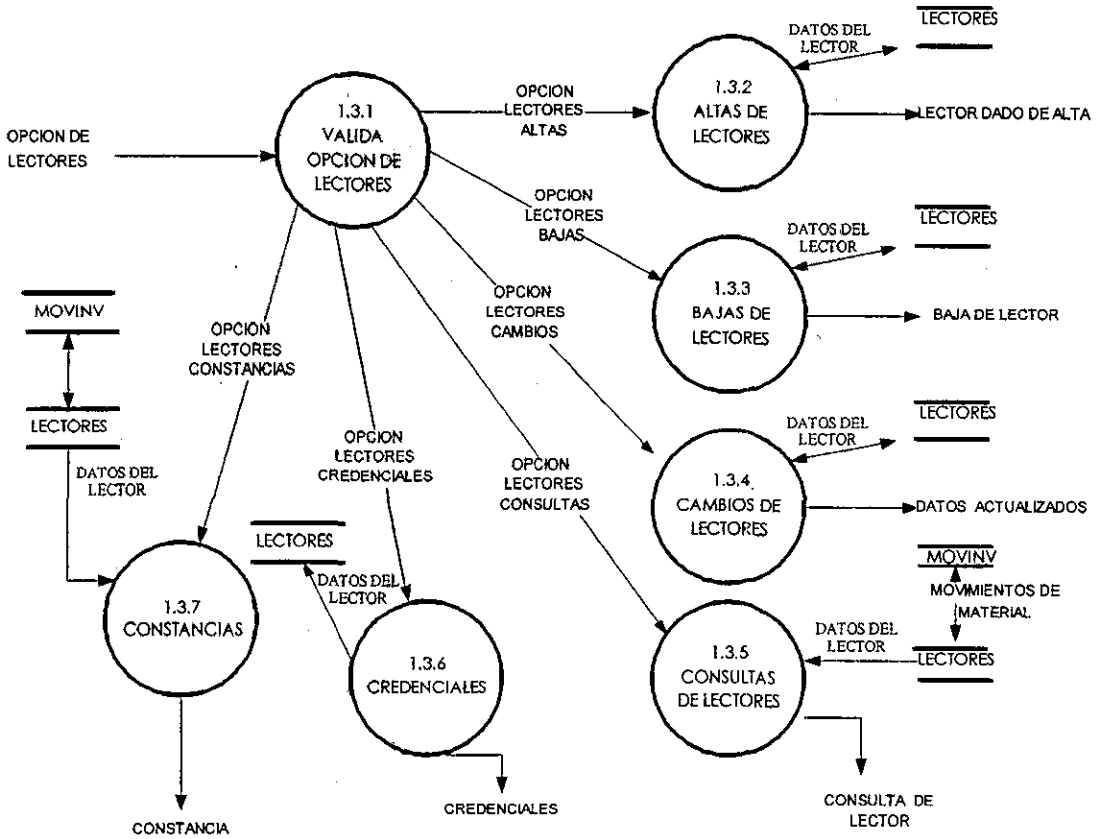 OPCION DE
LECTORES
1.3.1
VALIDA
OPCION DE
LECTORES
OPCION
LECTORES
ALTAS
1.3.2
ALTAS DE
LECTORES
DATOS DEL
LECTOR
LECTORES
LECTOR DADO DE ALTA
OPCION
LECTORES
BAJAS
1.3.3
BAJAS DE
LECTORES
DATOS DEL
LECTOR
LECTORES
BAJA DE LECTOR
OPCION
LECTORES
CAMBIOS
1.3.4
CAMBIOS DE
LECTORES
DATOS DEL
LECTOR
LECTORES
DATOS ACTUALIZADOS
OPCION
LECTORES
CONSULTAS
1.3.5
CONSULTAS
DE LECTORES
MOVINV
MOVIMIENTOS DE
MATERIAL
DATOS DEL
LECTOR
LECTORES
CONSULTA DE
LECTOR
OPCION
LECTORES
CREDENCIALES
LECTORES
DATOS DEL
LECTOR
1.3.6
CREDENCIALES
CREDENCIALES
OPCION
LECTORES
CONSTANCIAS
MOVINV
LECTORES
DATOS DEL
LECTOR
1.3.7
CONSTANCIAS
CONSTANCIA